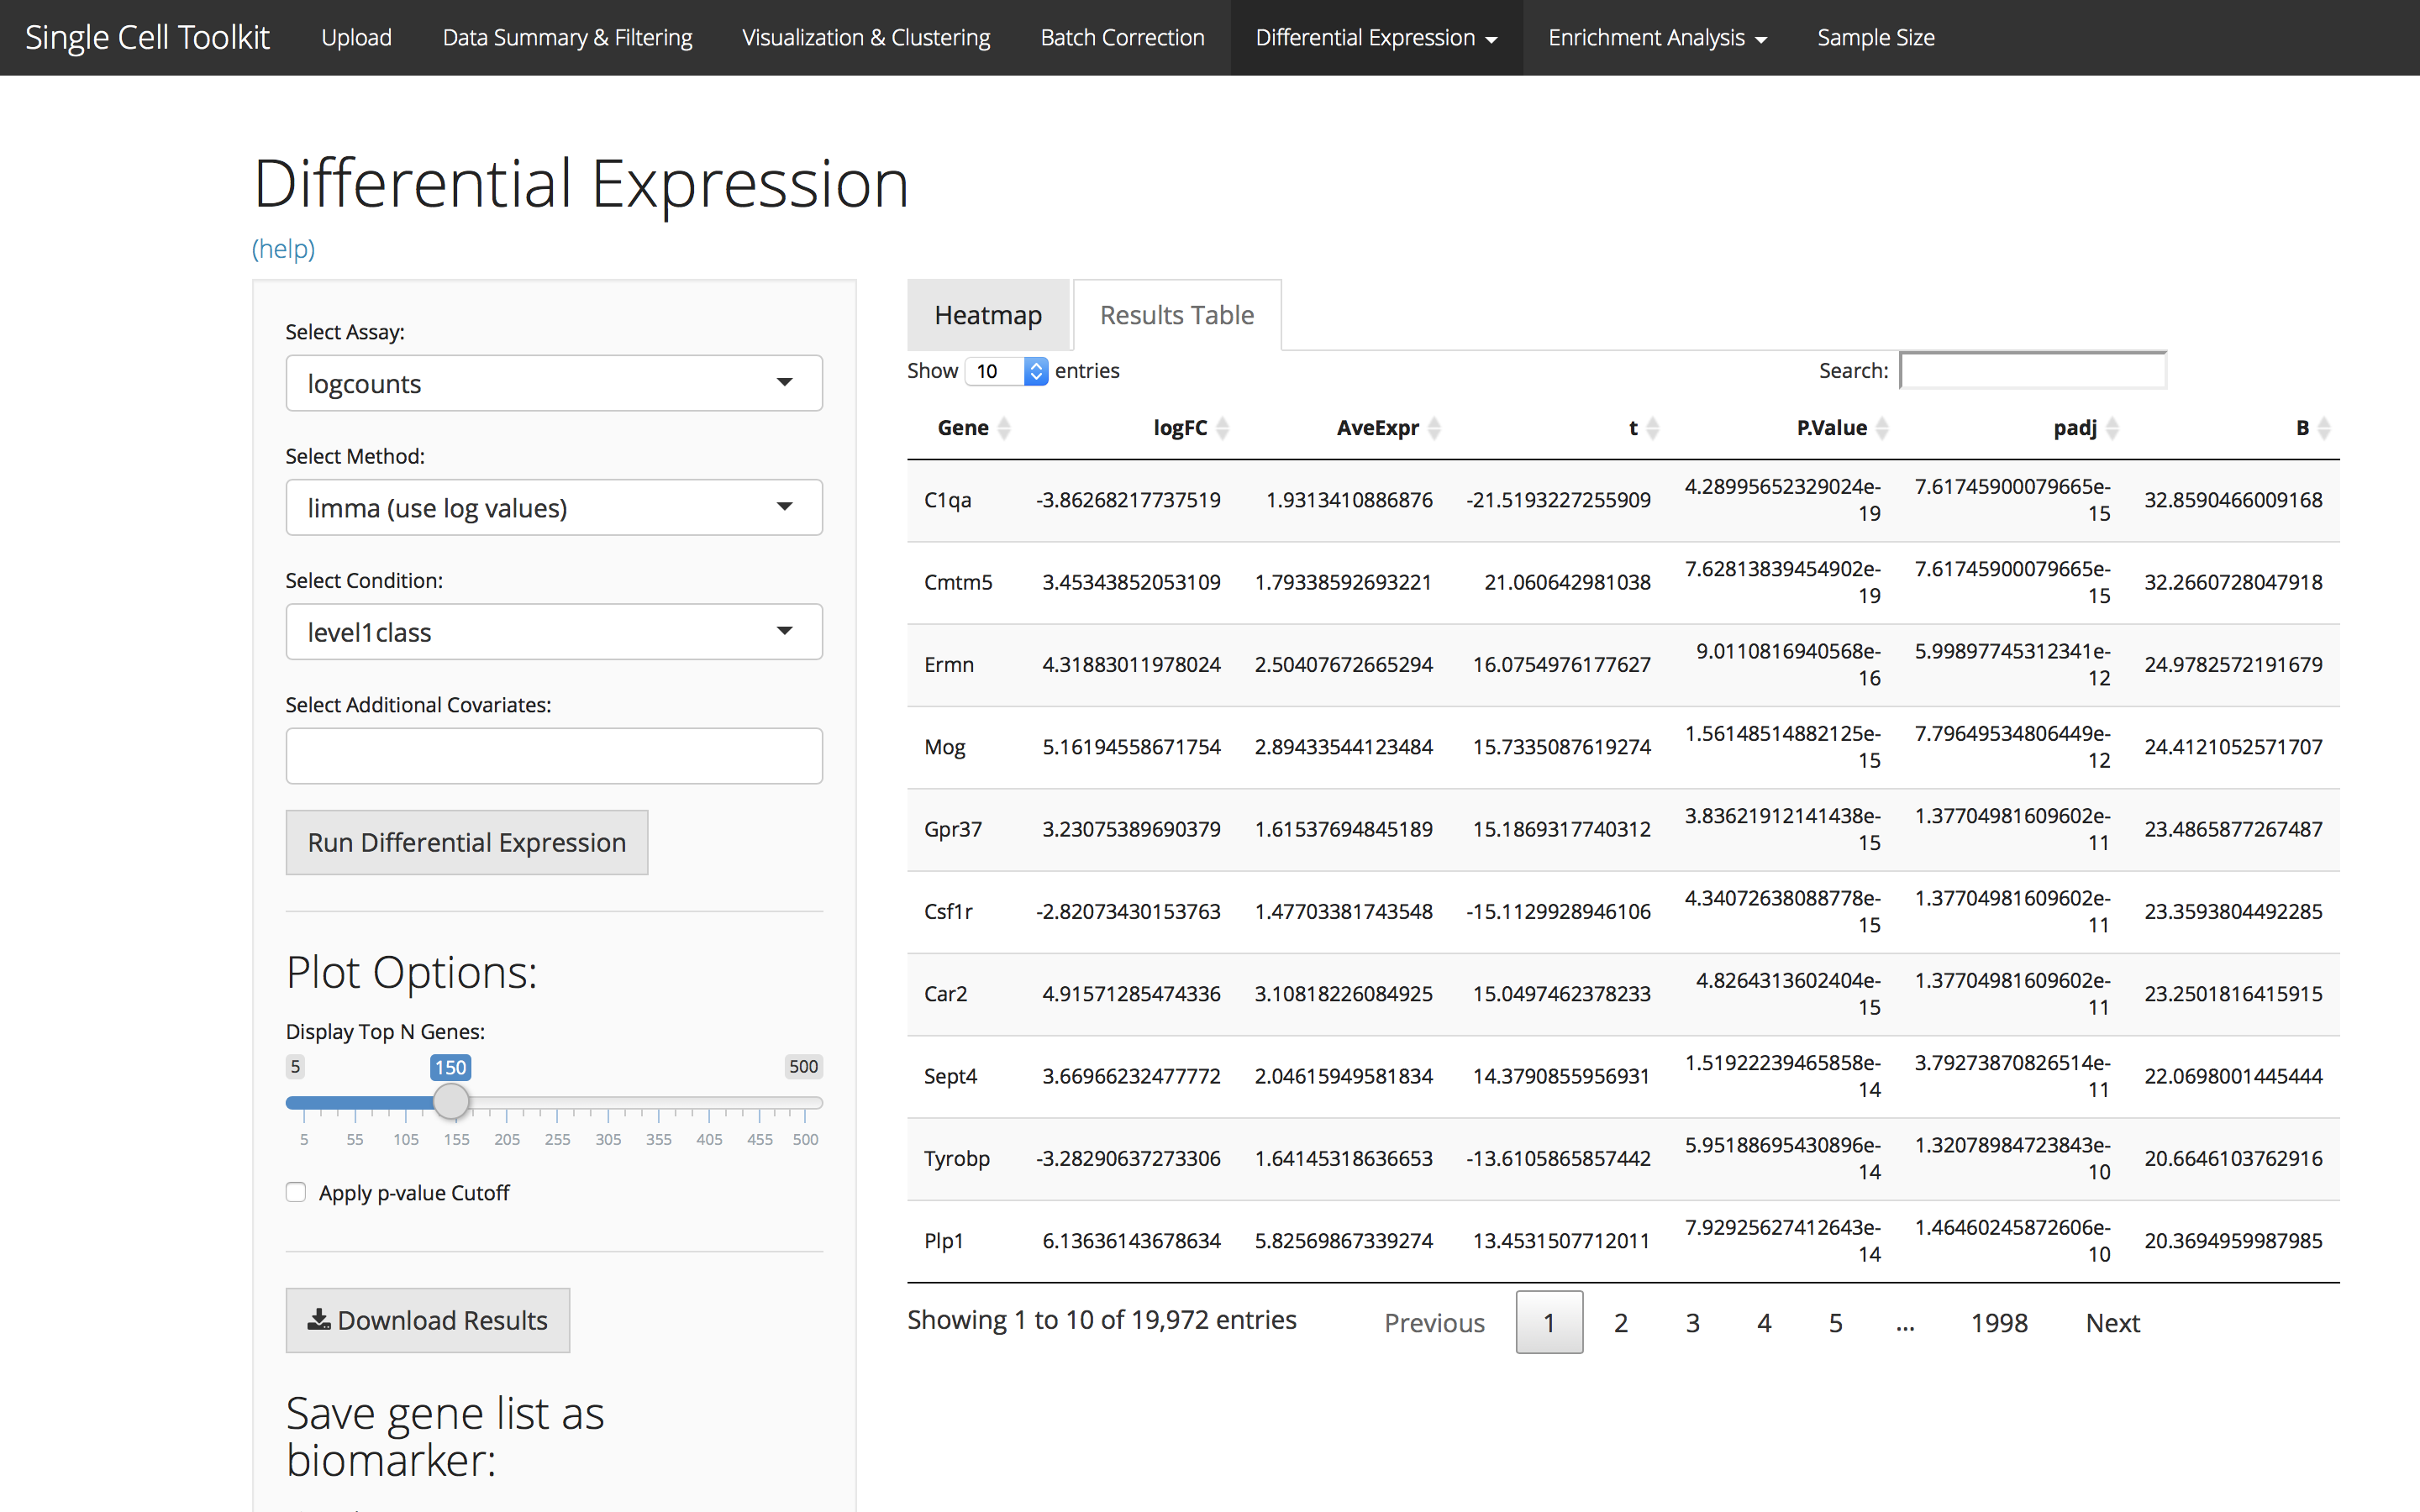 Single Cell Toolkit Upload Data Summary & Filtering Visualization & Clustering Batch Correction Differential Expression Enrichment Analysis Sample Size
Differential Expression
(help)
Select Assay:
logcounts
Select Method:
limma (use log values)
Select Condition:
level1class
Select Additional Covariates:
Run Differential Expression
Plot Options:
Display Top N Genes:
5 150 500
5 55 105 155 205 255 305 355 405 455 500
Apply p-value Cutoff
Download Results
Save gene list as
biomarker:
Heatmap Results Table
Show 10 entries Search:
Gene logFC AveExpr t P.Value padj B
C1qa -3.86268217737519 1.9313410886876 -21.5193227255909 4.28995652329024e-19 7.61745900079665e-15 32.8590466009168
Cmtm5 3.45343852053109 1.79338592693221 21.060642981038 7.62813839454902e-19 7.61745900079665e-15 32.2660728047918
Ermn 4.31883011978024 2.50407672665294 16.0754976177627 9.0110816940568e-16 5.99897745312341e-12 24.9782572191679
Mog 5.16194558671754 2.89433544123484 15.7335087619274 1.56148514882125e-15 7.79649534806449e-12 24.4121052571707
Gpr37 3.23075389690379 1.61537694845189 15.1869317740312 3.83621912141438e-15 1.37704981609602e-11 23.4865877267487
Csf1r -2.82073430153763 1.47703381743548 -15.1129928946106 4.34072638088778e-15 1.37704981609602e-11 23.3593804492285
Car2 4.91571285474336 3.10818226084925 15.0497462378233 4.8264313602404e-15 1.37704981609602e-11 23.2501816415915
Sept4 3.66966232477772 2.04615949581834 14.3790855956931 1.51922239465858e-14 3.79273870826514e-11 22.0698001445444
Tyrobp -3.28290637273306 1.64145318636653 -13.6105865857442 5.95188695430896e-14 1.32078984723843e-10 20.6646103762916
Plp1 6.13636143678634 5.82569867339274 13.4531507712011 7.92925627412643e-14 1.46460245872606e-10 20.3694959987985
Showing 1 to 10 of 19,972 entries Previous 1 2 3 4 5 ... 1998 Next